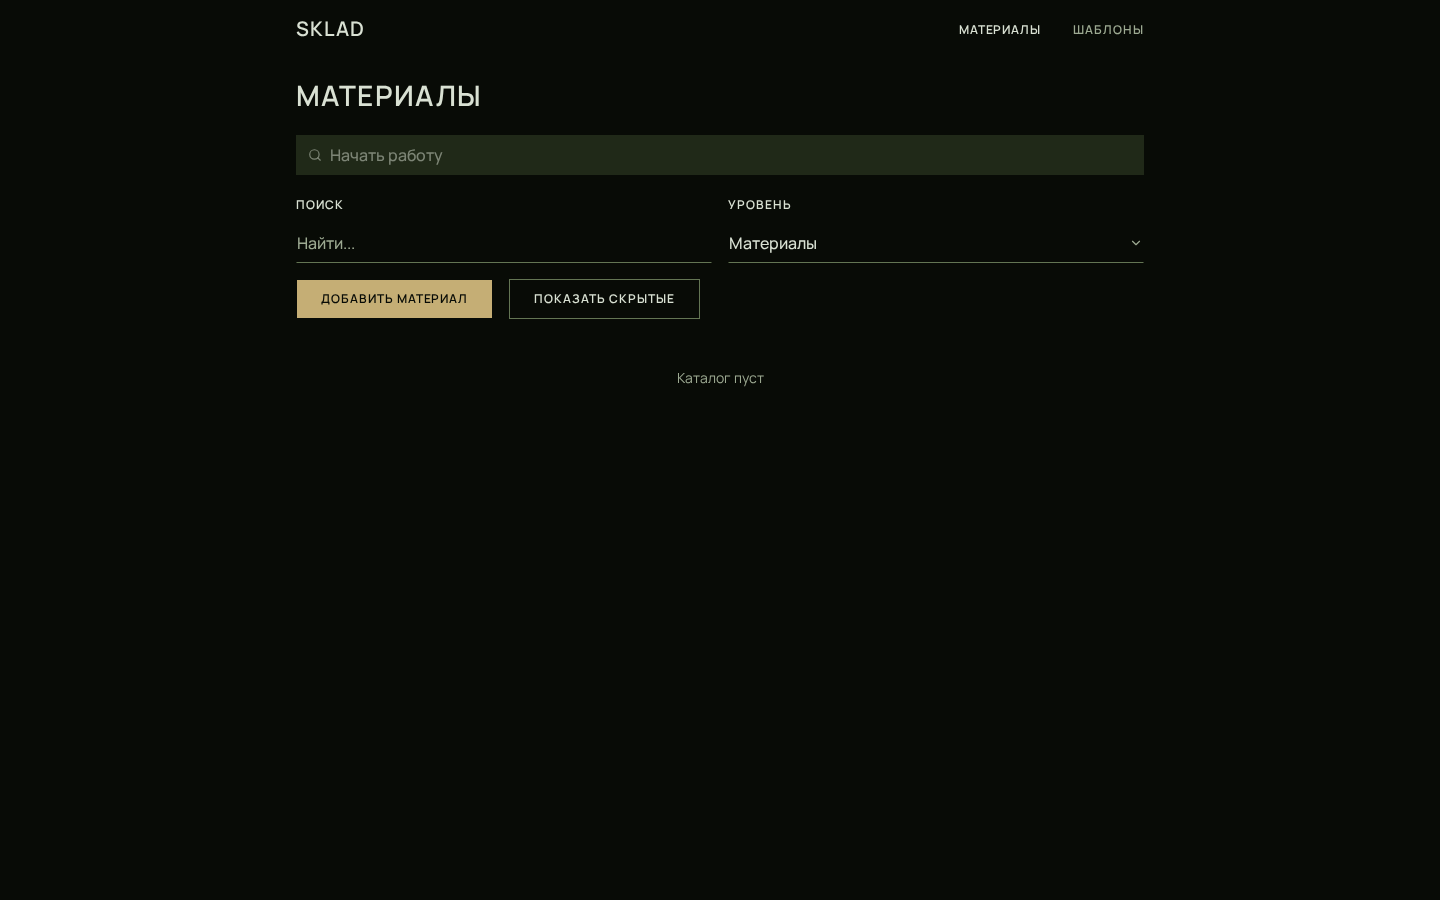 SKLAD
МАТЕРИАЛЫ
ШАБЛОНЫ
МАТЕРИАЛЫ
Начать работу
ПОИСК
УРОВЕНЬ
Найти...
Материалы
ДОБАВИТЬ МАТЕРИАЛ
ПОКАЗАТЬ СКРЫТЫЕ
Каталог пуст